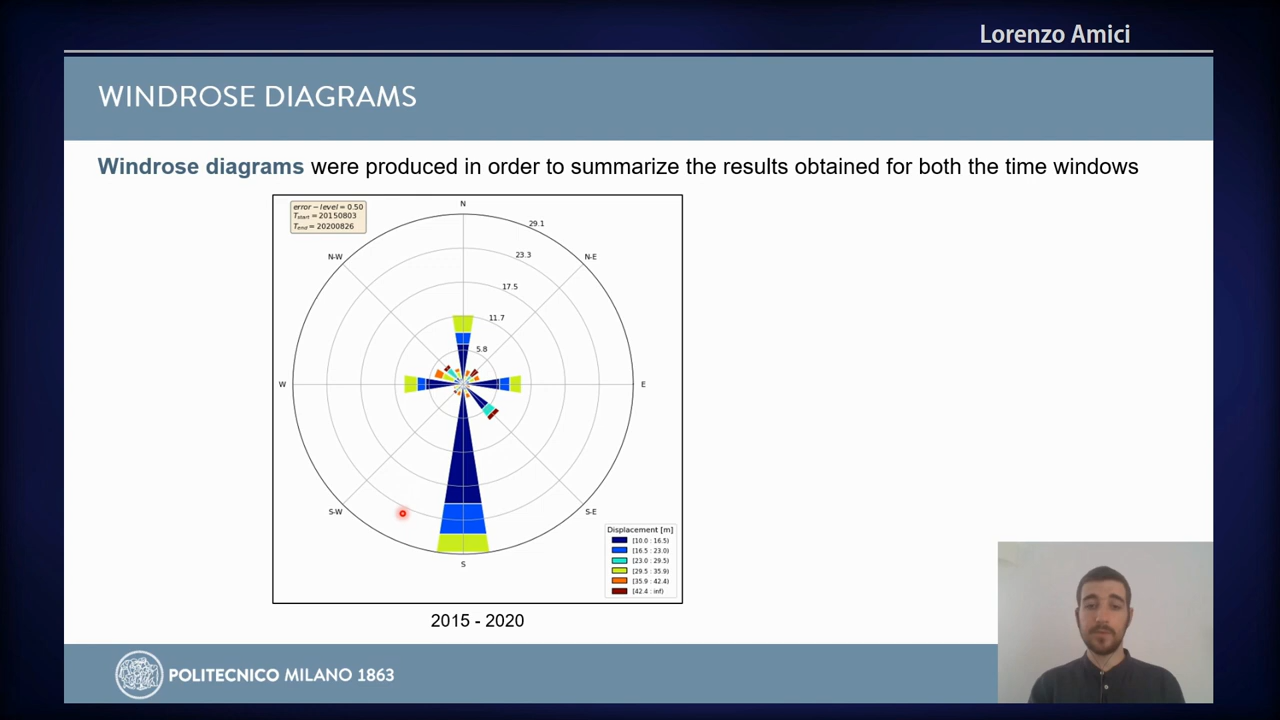 Lorenzo Amici
WINDROSE DIAGRAMS
Windrose diagrams were produced in order to summarize the results obtained for both the time windows
error-level = 0.50
Tstart = 20150803
Tend = 20200826
N
29.1
N-W
23.3
N-E
17.5
11.7
5.8
W
E
S-W
S-E
S
Displacement [m]
[10.0 : 16.5)
[16.5 : 23.0)
[23.0 : 29.5)
[29.5 : 35.9)
[35.9 : 42.4)
[42.4 : inf)
2015 - 2020
POLITECNICO MILANO 1863